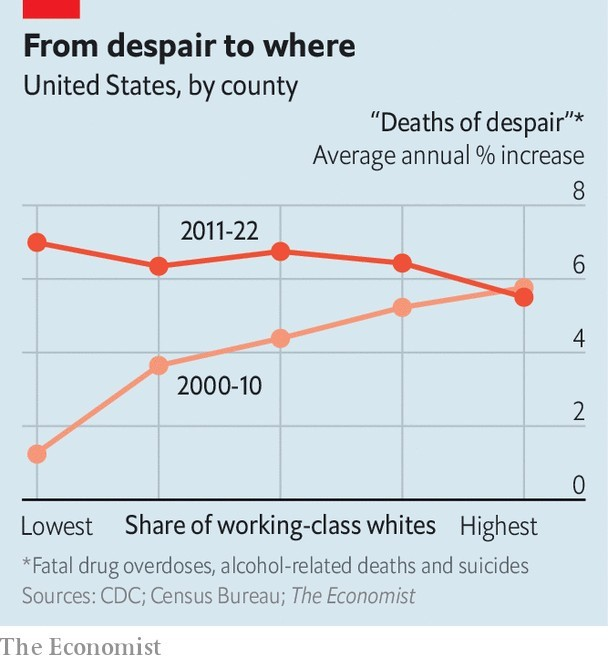 From despair to where
United States, by county
“Deaths of despair”*
Average annual % increase
8
2011-22
6
4
2000-10
2
0
Lowest Share of working-class whites Highest
*Fatal drug overdoses, alcohol-related deaths and suicides
Sources: CDC; Census Bureau; The Economist
The Economist